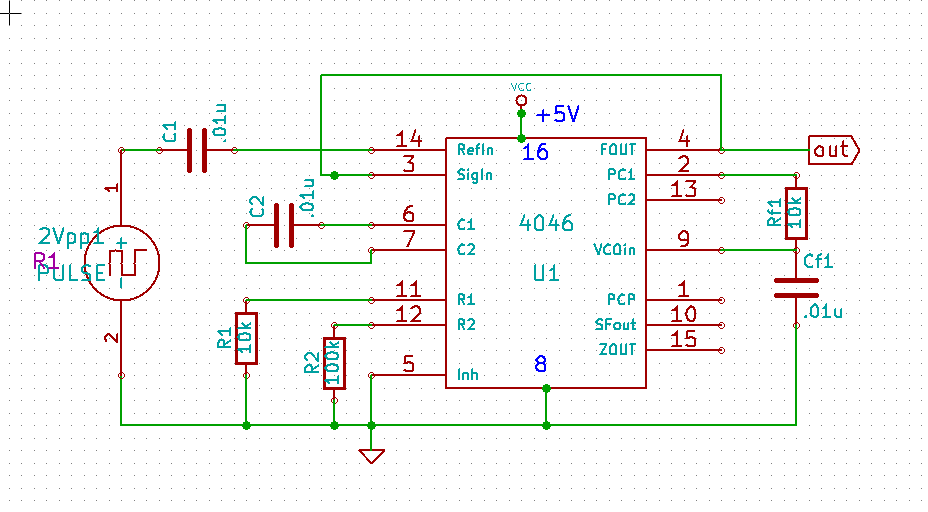 VCC
+5V
C1
.01u
14
RefIn
16
FOUT
4
out
3
SigIn
PC1
2
1
C2
.01u
PC2
13
Rf1
10k
6
C1
4046
2Vpp1
+
7
C2
VCOin
9
R1
PULSE
-
U1
Cf1
11
R1
PCP
1
.01u
R1
10k
12
R2
SFout
10
2
R2
100k
ZOUT
15
5
Inh
8